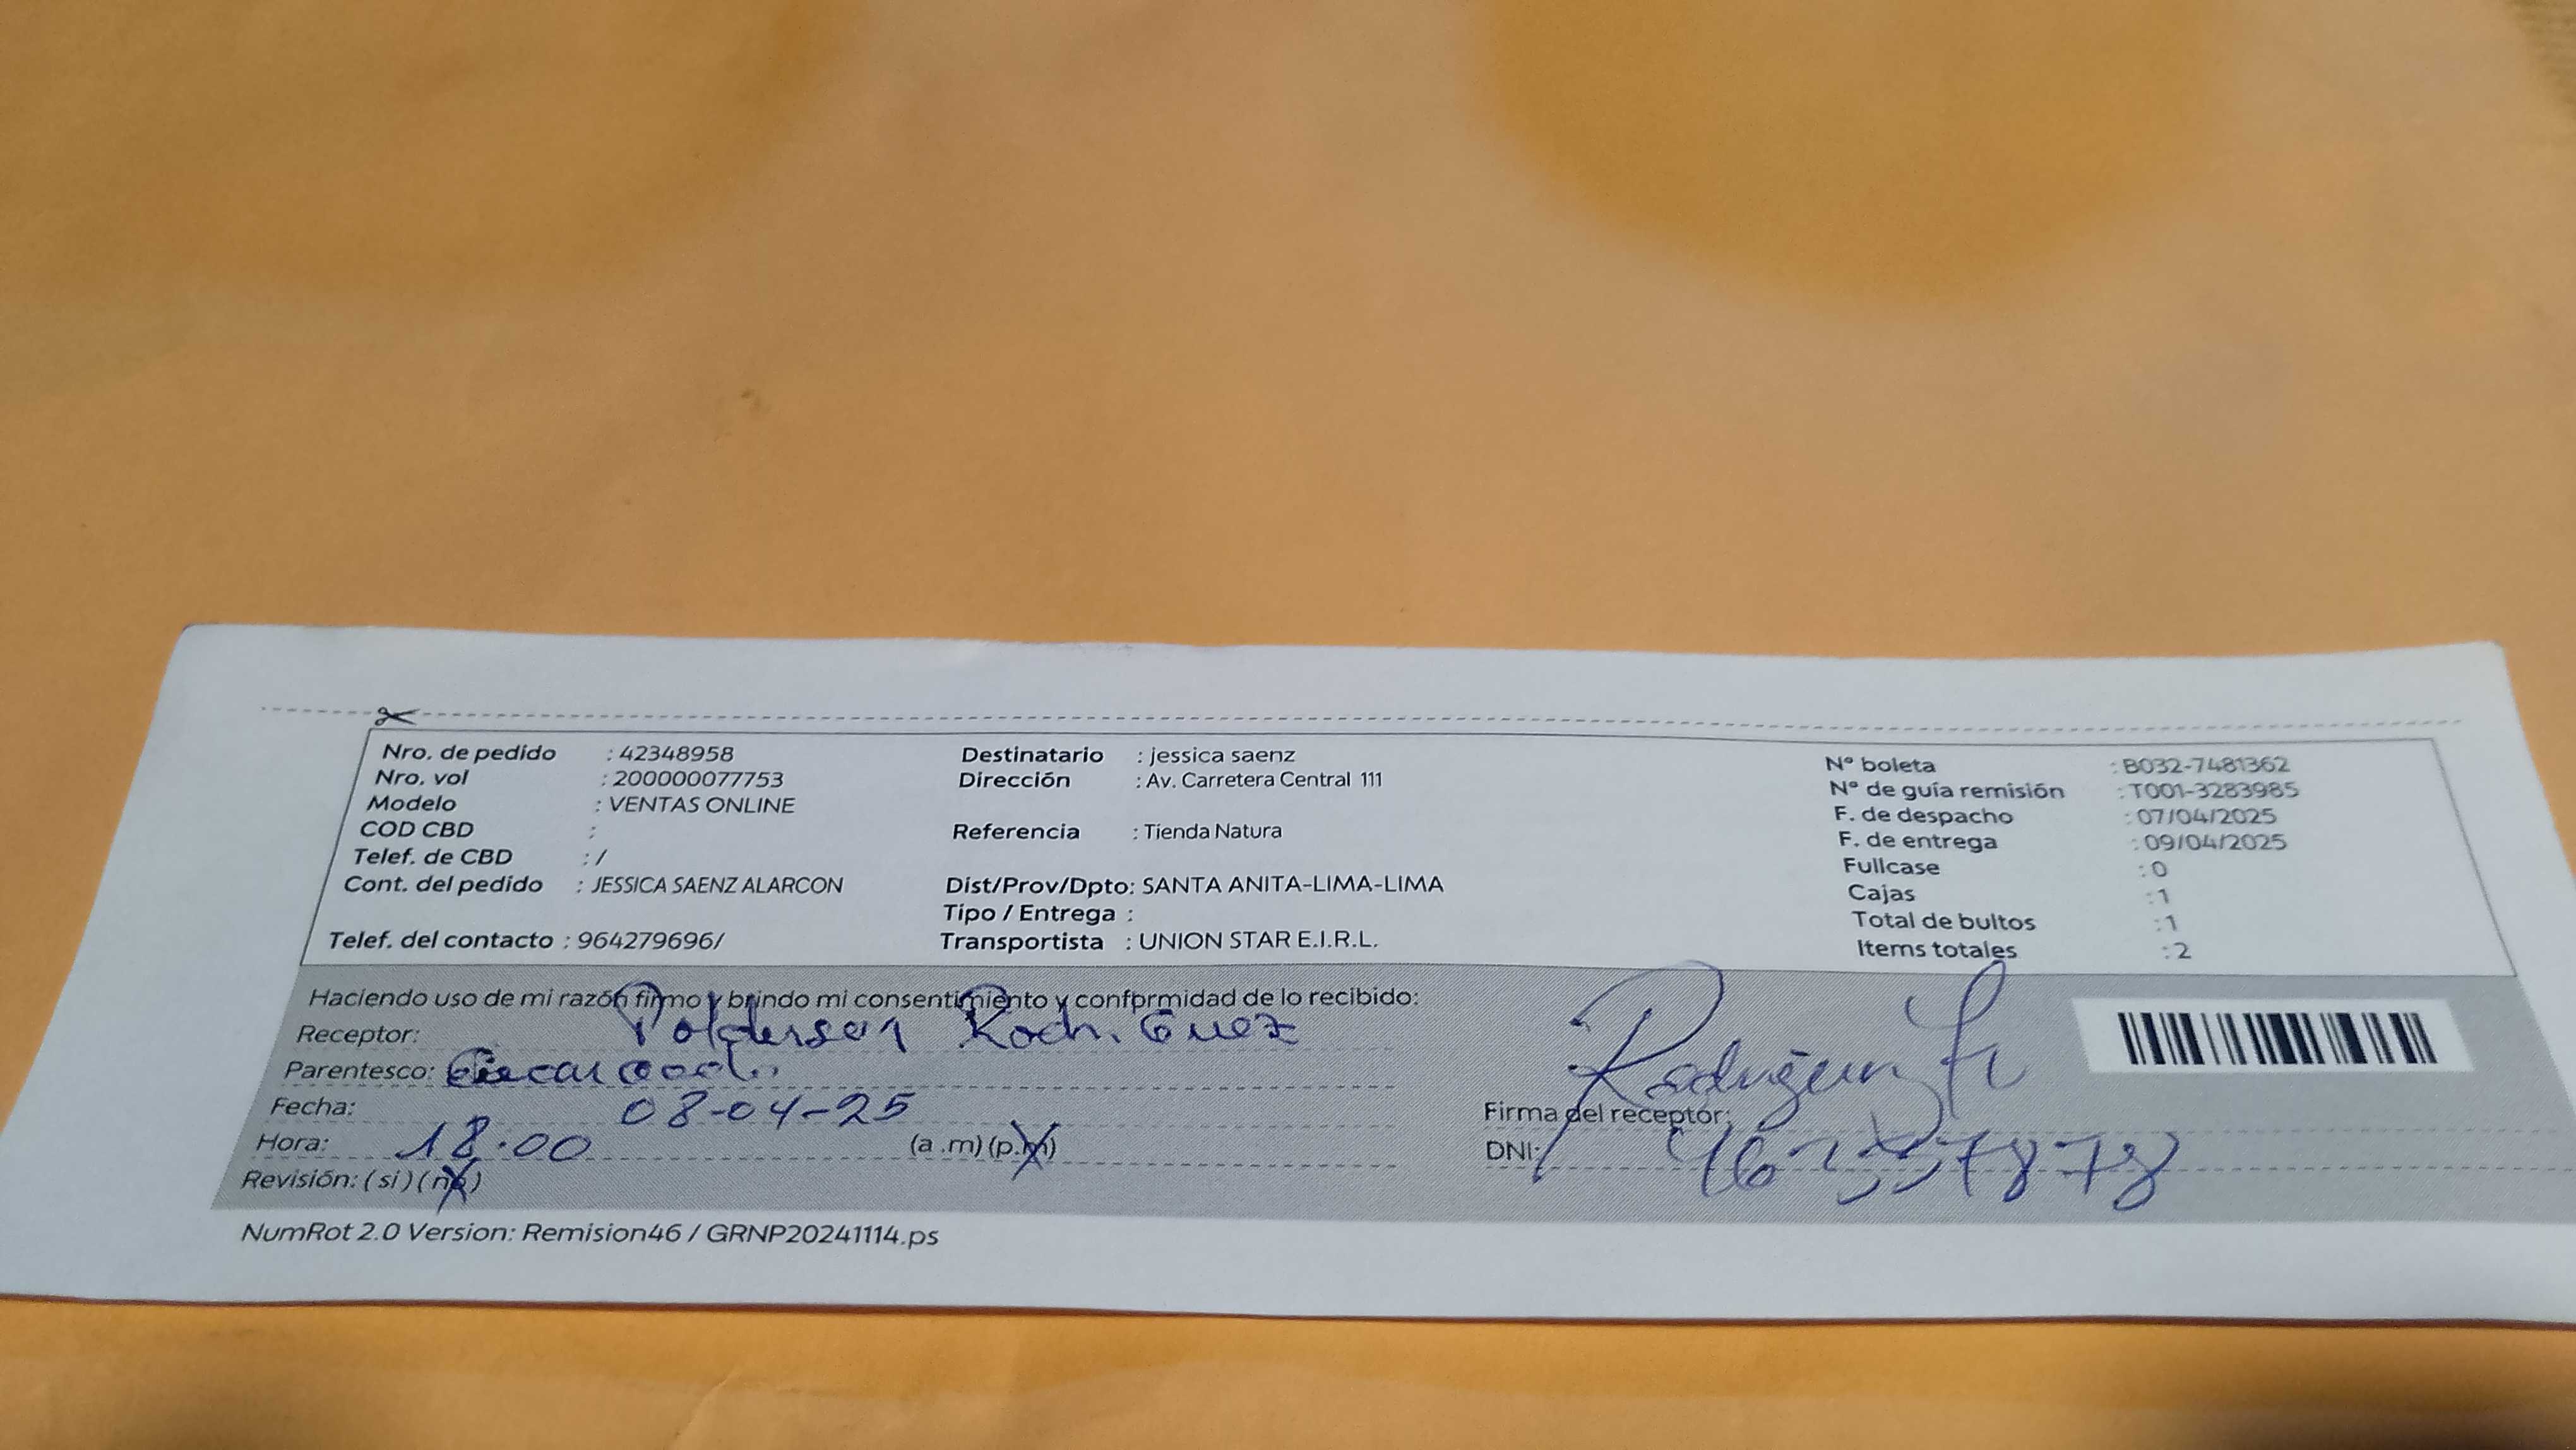 Nro. de pedido : 42348958
Nro. vol : 200000077753
Modelo : VENTAS ONLINE
COD CBD :
Telef. de CBD : /
Cont. del pedido : JESSICA SAENZ ALARCON
Telef. del contacto : 964279696/
Destinatario : jessica saenz
Dirección : Av. Carretera Central 111
Referencia : Tienda Natura
Dist/Prov/Dpto: SANTA ANITA-LIMA-LIMA
Tipo / Entrega :
Transportista : UNION STAR E.I.R.L.
N° boleta : B032-7481362
N° de guía remisión : T001-3283985
F. de despacho : 07/04/2025
F. de entrega : 09/04/2025
Fullcase : 0
Cajas : 1
Total de bultos : 1
Items totales : 2
Haciendo uso de mi razón firmo y brindo mi consentimiento y conformidad de lo recibido:
Receptor: Rodriguez
Parentesco:
Fecha: 08-04-25
Hora: 18:00 (a .m) (p.m)
Revisión: (si) (no)
Firma del receptor:
DNI:
NumRot 2.0 Version: Remision46 / GRNP20241114.ps